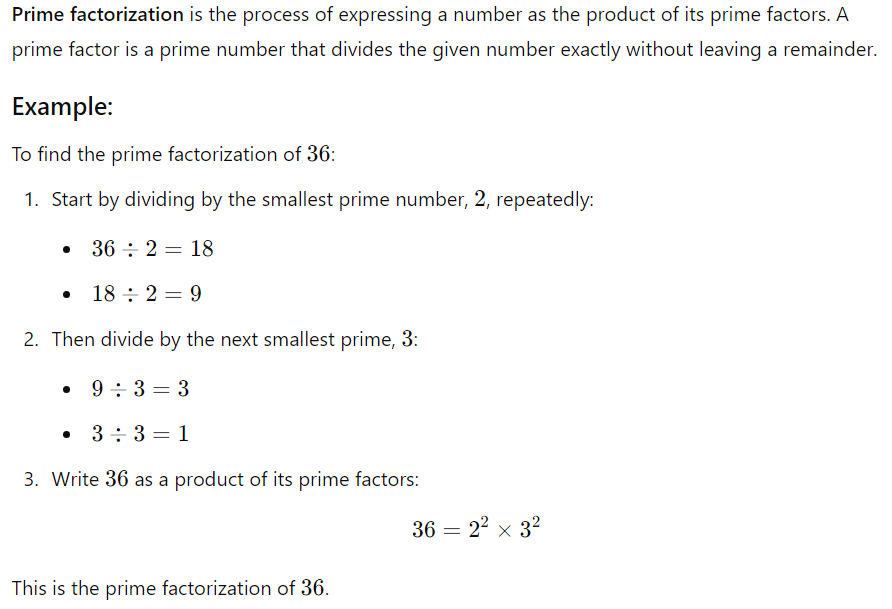 Prime factorization is the process of expressing a number as the product of its prime factors. A
prime factor is a prime number that divides the given number exactly without leaving a remainder.
Example:
To find the prime factorization of 36:
1. Start by dividing by the smallest prime number, 2, repeatedly:
• 36 ÷ 2 = 18
• 18 ÷ 2 = 9
2. Then divide by the next smallest prime, 3:
• 9 ÷ 3 = 3
• 3 ÷ 3 = 1
3. Write 36 as a product of its prime factors:
36 = 2² × 3²
This is the prime factorization of 36.